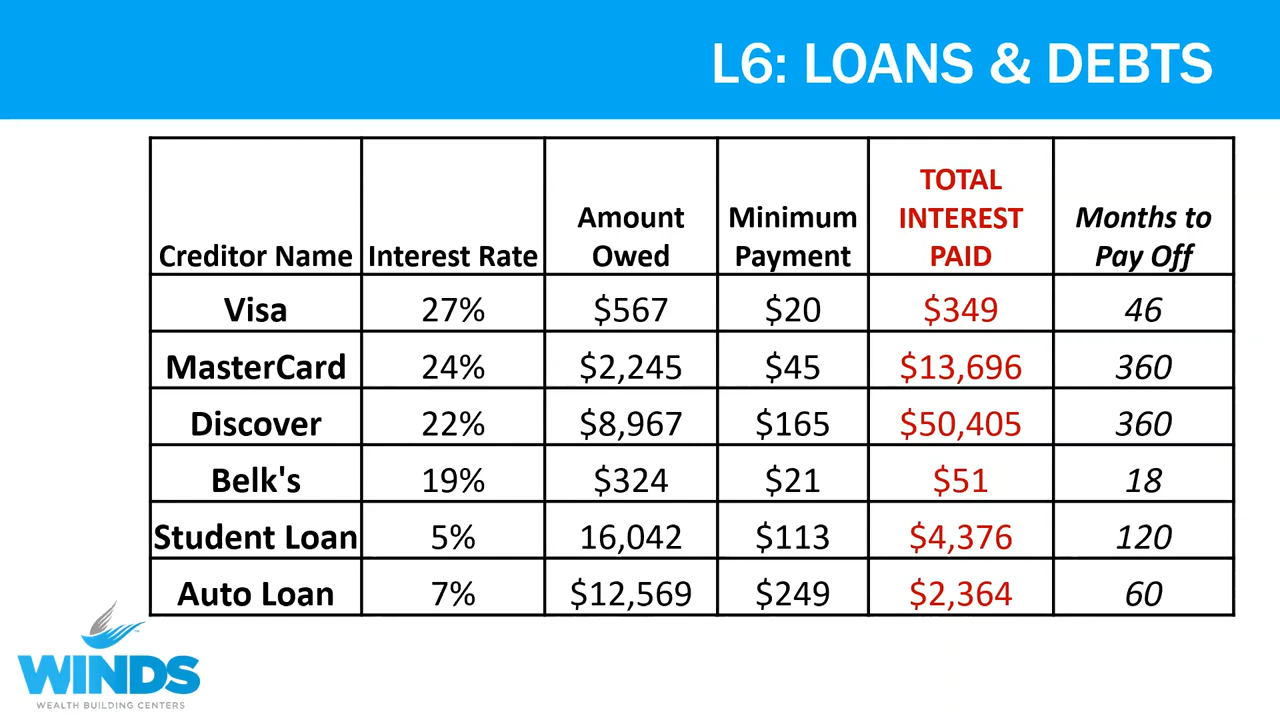 L6: LOANS & DEBTS
Creditor Name Interest Rate Amount Owed Minimum Payment TOTAL INTEREST PAID Months to Pay Off
Visa 27% $567 $20 $349 46
MasterCard 24% $2,245 $45 $13,696 360
Discover 22% $8,967 $165 $50,405 360
Belk's 19% $324 $21 $51 18
Student Loan 5% 16,042 $113 $4,376 120
Auto Loan 7% $12,569 $249 $2,364 60
WINDS
WEALTH BUILDING CENTERS